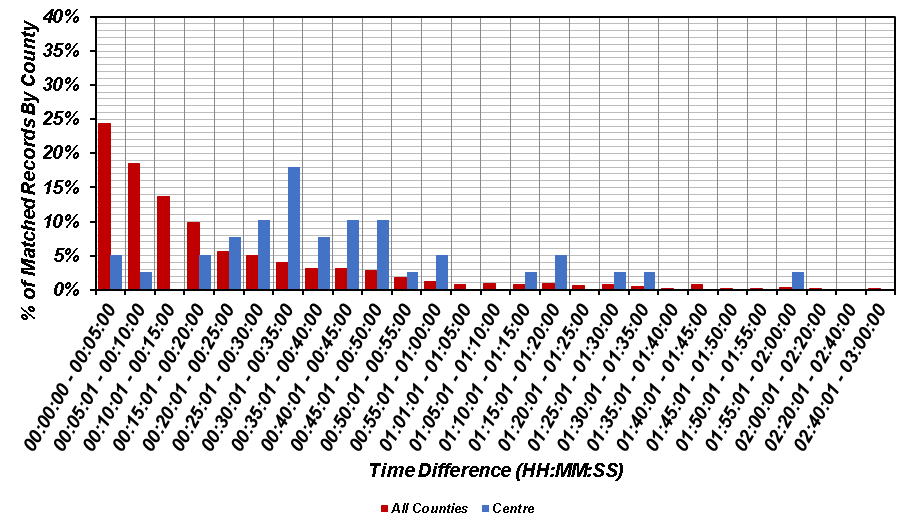 % of Matched Records By County
40%
35%
30%
25%
20%
15%
10%
5%
0%
00:00:00 - 00:05:00
00:05:01 - 00:10:00
00:10:01 - 00:15:00
00:15:01 - 00:20:00
00:20:01 - 00:25:00
00:25:01 - 00:30:00
00:30:01 - 00:35:00
00:35:01 - 00:40:00
00:40:01 - 00:45:00
00:45:01 - 00:50:00
00:50:01 - 00:55:00
00:55:01 - 01:00:00
01:01:01 - 01:05:00
01:05:01 - 01:10:00
01:10:01 - 01:15:00
01:15:01 - 01:20:00
01:20:01 - 01:25:00
01:25:01 - 01:30:00
01:30:01 - 01:35:00
01:35:01 - 01:40:00
01:40:01 - 01:45:00
01:45:01 - 01:50:00
01:50:01 - 01:55:00
01:55:01 - 02:00:00
02:00:01 - 02:20:00
02:20:01 - 02:40:00
02:40:01 - 03:00:00
Time Difference (HH:MM:SS)
All Counties Centre